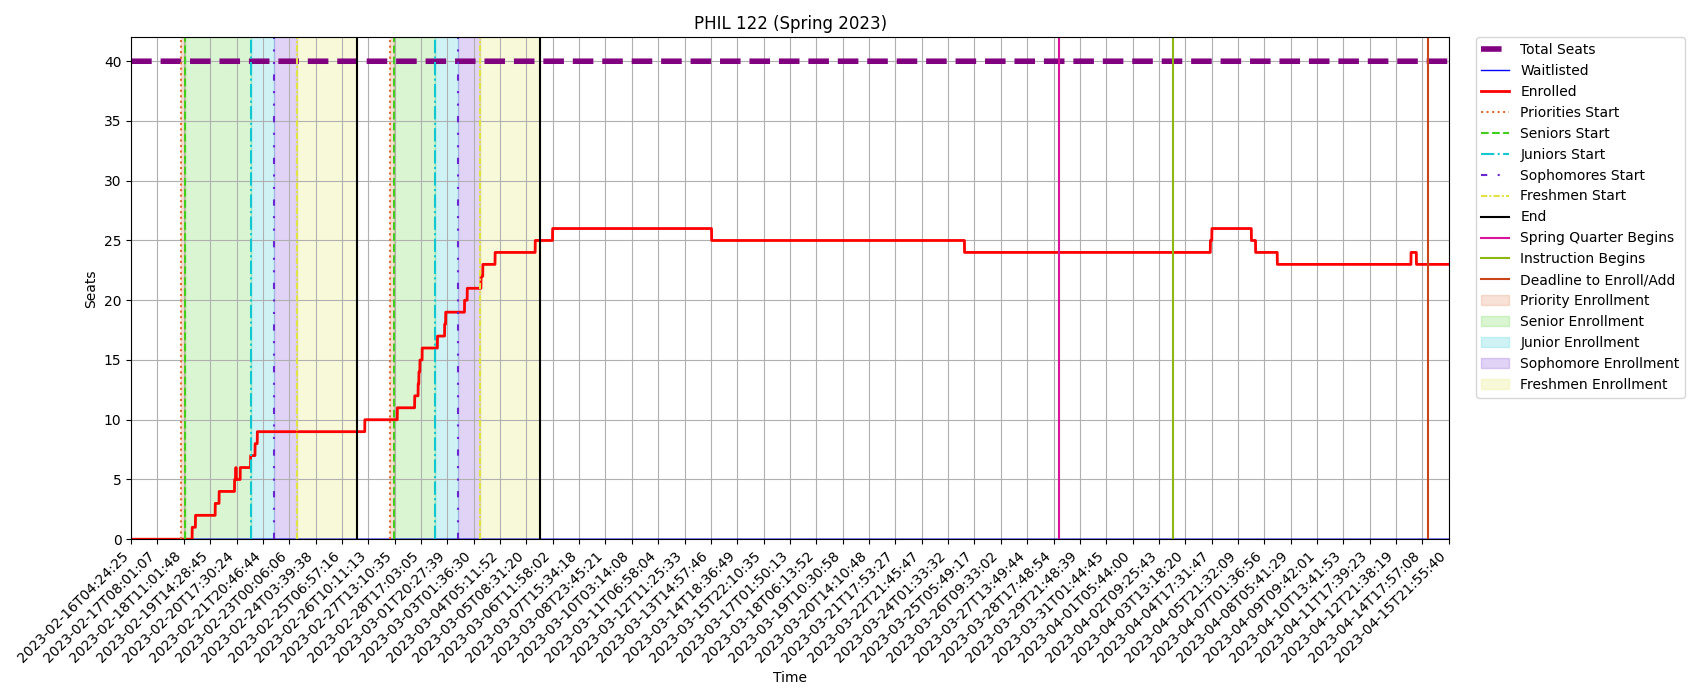 PHIL 122 (Spring 2023)
Seats
40
35
30
25
20
15
10
5
0
2023-02-16T04:24:25
2023-02-17T08:01:07
2023-02-18T11:01:48
2023-02-19T14:28:45
2023-02-20T17:30:24
2023-02-21T20:46:44
2023-02-23T00:06:06
2023-02-24T03:39:38
2023-02-25T06:57:16
2023-02-26T10:11:13
2023-02-27T13:10:35
2023-02-28T17:03:05
2023-03-01T20:27:39
2023-03-03T01:36:30
2023-03-04T05:11:52
2023-03-05T08:31:20
2023-03-06T11:58:02
2023-03-07T15:34:18
2023-03-08T23:45:21
2023-03-10T03:14:08
2023-03-11T06:58:04
2023-03-12T11:25:33
2023-03-13T14:57:46
2023-03-14T18:36:49
2023-03-15T22:10:35
2023-03-17T01:50:13
2023-03-18T06:13:52
2023-03-19T10:30:58
2023-03-20T14:10:48
2023-03-21T17:53:27
2023-03-22T21:45:47
2023-03-24T01:33:32
2023-03-25T05:49:17
2023-03-26T09:33:02
2023-03-27T13:49:44
2023-03-28T17:48:54
2023-03-29T21:48:39
2023-03-31T01:44:45
2023-04-01T05:44:00
2023-04-02T09:25:43
2023-04-03T13:18:20
2023-04-04T17:31:47
2023-04-05T21:32:09
2023-04-07T01:36:56
2023-04-08T05:41:29
2023-04-09T09:42:01
2023-04-10T13:41:53
2023-04-11T17:39:23
2023-04-12T21:38:19
2023-04-14T17:57:08
2023-04-15T21:55:40
Time
Total Seats
Waitlisted
Enrolled
Priorities Start
Seniors Start
Juniors Start
Sophomores Start
Freshmen Start
End
Spring Quarter Begins
Instruction Begins
Deadline to Enroll/Add
Priority Enrollment
Senior Enrollment
Junior Enrollment
Sophomore Enrollment
Freshmen Enrollment